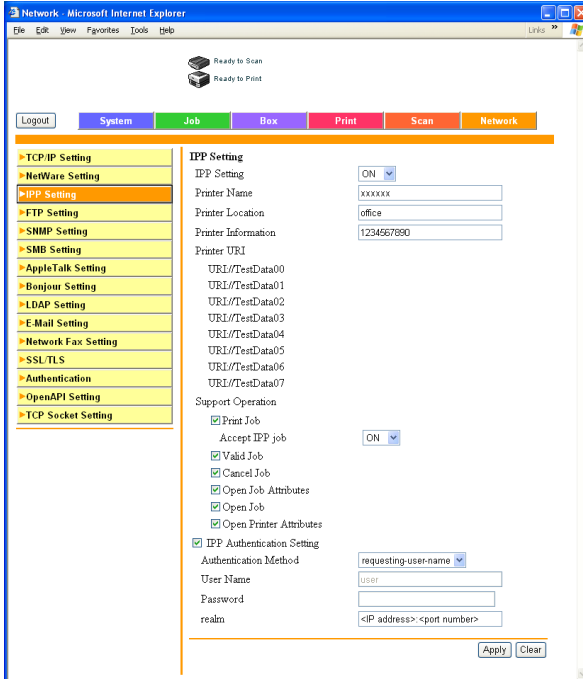 Network - Microsoft Internet Explorer
File Edit View Favorites Tools Help Links »
Ready to Scan
Ready to Print
Logout System Job Box Print Scan Network
TCP/IP Setting
NetWare Setting
IPP Setting
FTP Setting
SNMP Setting
SMB Setting
AppleTalk Setting
Bonjour Setting
LDAP Setting
E-Mail Setting
Network Fax Setting
SSL/TLS
Authentication
OpenAPI Setting
TCP Socket Setting
IPP Setting
IPP Setting ON
Printer Name xxxxxx
Printer Location office
Printer Information 1234567890
Printer URI
URI://TestData00
URI://TestData01
URI://TestData02
URI://TestData03
URI://TestData04
URI://TestData05
URI://TestData06
URI://TestData07
Support Operation
Print Job
Accept IPP job ON
Valid Job
Cancel Job
Open Job Attributes
Open Job
Open Printer Attributes
IPP Authentication Setting
Authentication Method requesting-user-name
User Name user
Password
realm <IP address>:<port number>
Apply Clear